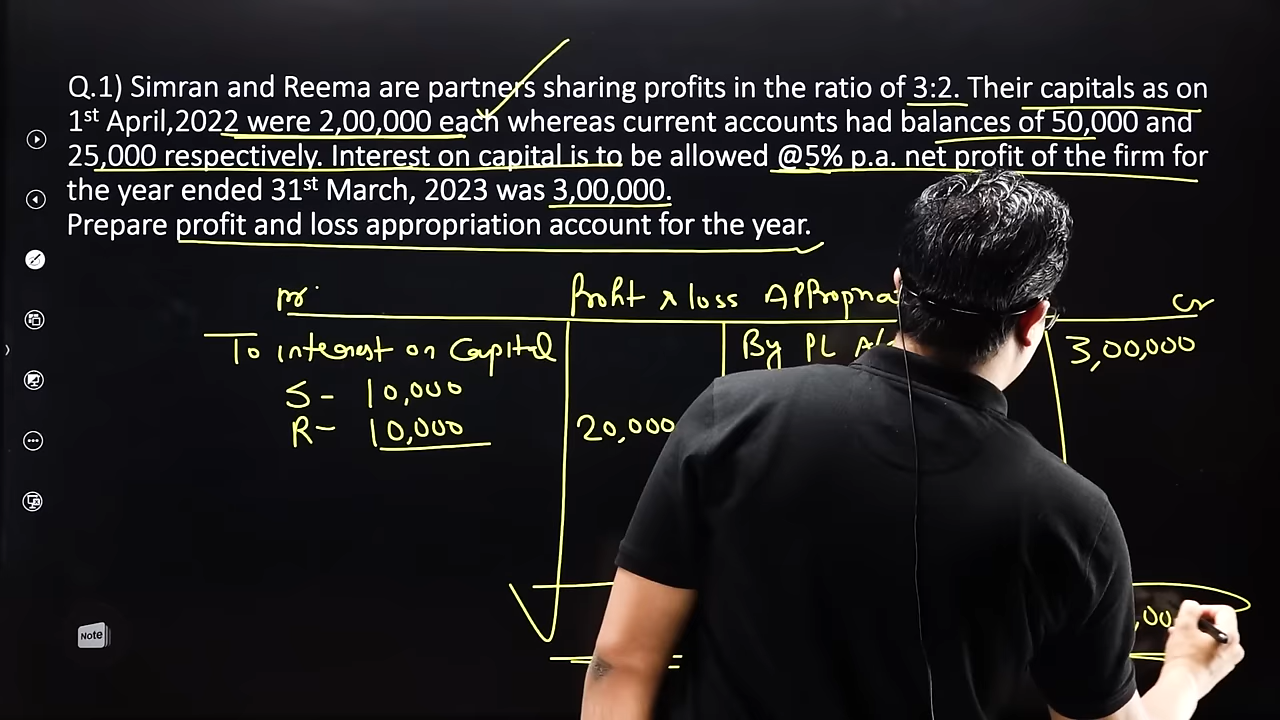 Q.1) Simran and Reema are partners sharing profits in the ratio of 3:2. Their capitals as on
1st April,2022 were 2,00,000 each whereas current accounts had balances of 50,000 and
25,000 respectively. Interest on capital is to be allowed @5% p.a. net profit of the firm for
the year ended 31st March, 2023 was 3,00,000.
Prepare profit and loss appropriation account for the year.
Profit & loss Appropria Cr
To interest on Capital By PL A/c 3,00,000
S- 10,000
R- 10,000 20,000
Note